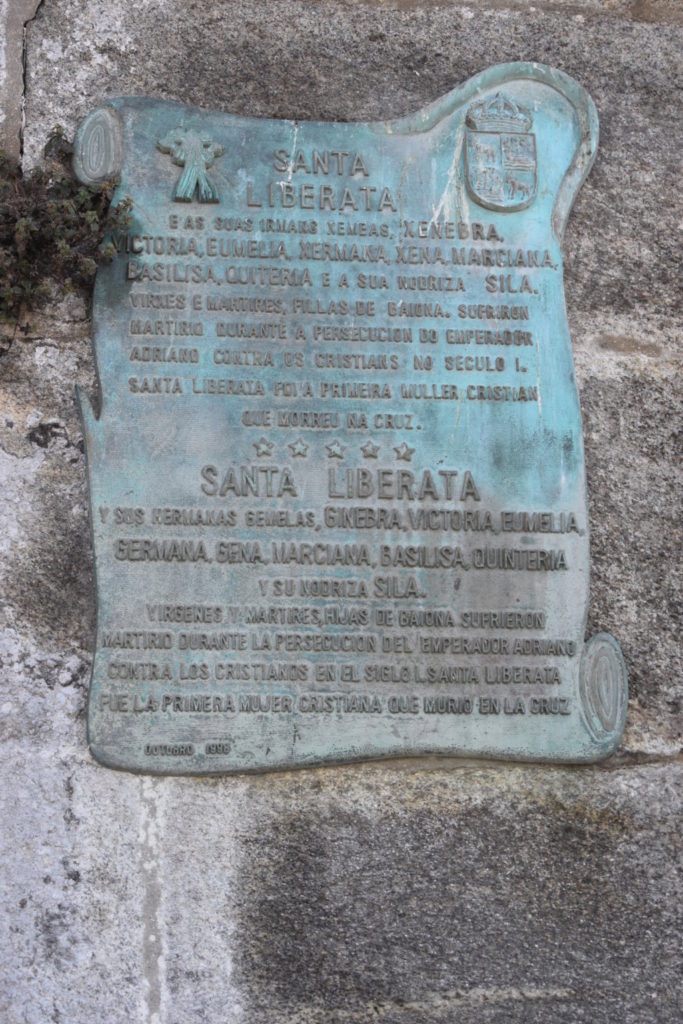 SANTA
LIBERATA
E AS SUAS IRMANS XEMEAS, XENEBRA,
VICTORIA, EUMELIA, XERMANA, XENA, MARCIANA,
BASILISA, QUITERIA E A SUA NODRIZA SILA.
VIRXES E MARTIRES, FILLAS DE BAIONA. SUFRIRON
MARTIRIO DURANTE A PERSECUCION DO EMPERADOR
ADRIANO CONTRA OS CRISTIANS NO SECULO I.
SANTA LIBERATA FOI A PRIMEIRA MULLER CRISTIAN
QUE MORREU NA CRUZ.
SANTA LIBERATA
Y SUS HERMANAS GEMELAS, GINEBRA, VICTORIA, EUMELIA,
GERMANA, GENA, MARCIANA, BASILISA, QUINTERIA
Y SU NODRIZA SILA.
VIRGENES Y MARTIRES, HIJAS DE BAIONA SUFRIERON
MARTIRIO DURANTE LA PERSECUCION DEL EMPERADOR ADRIANO
CONTRA LOS CRISTIANOS EN EL SIGLO I. SANTA LIBERATA
FUE LA PRIMERA MUJER CRISTIANA QUE MURIO EN LA CRUZ
OUTUBRO 1998